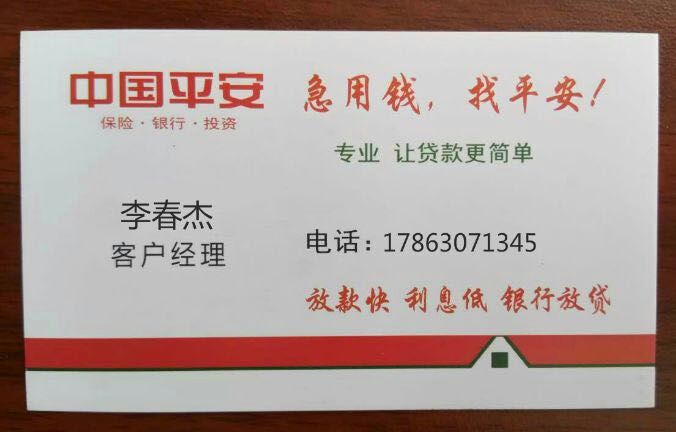 中国平安
保险·银行·投资
急用钱，找平安！
专业 让贷款更简单
李春杰
客户经理
电话：17863071345
放款快 利息低 银行放贷